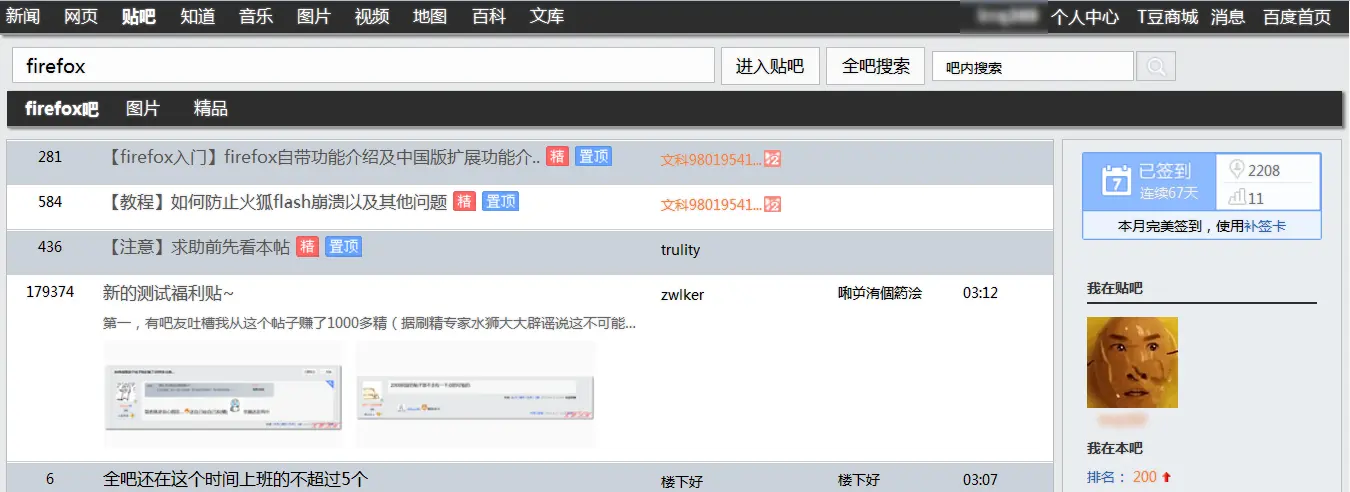 新闻 网页 贴吧 知道 音乐 图片 视频 地图 百科 文库 个人中心 T豆商城 消息 百度首页
firefox 进入贴吧 全吧搜索 吧内搜索
firefox吧 图片 精品
281 【firefox入门】firefox自带功能介绍及中国版扩展功能介.. 精 置顶 文科98019541...
584 【教程】如何防止火狐flash崩溃以及其他问题 精 置顶 文科98019541...
436 【注意】求助前先看本帖 精 置顶 trulity
179374 新的测试福利贴~ zwlker 03:12
第一，有吧友吐槽我从这个帖子赚了1000多精（据刷精专家水狮大大辟谣说这不可能...
6 全吧还在这个时间上班的不超过5个 楼下好 楼下好 03:07
7 已签到 2208
连续67天 11
本月完美签到，使用补签卡
我在贴吧
我在本吧
排名： 200